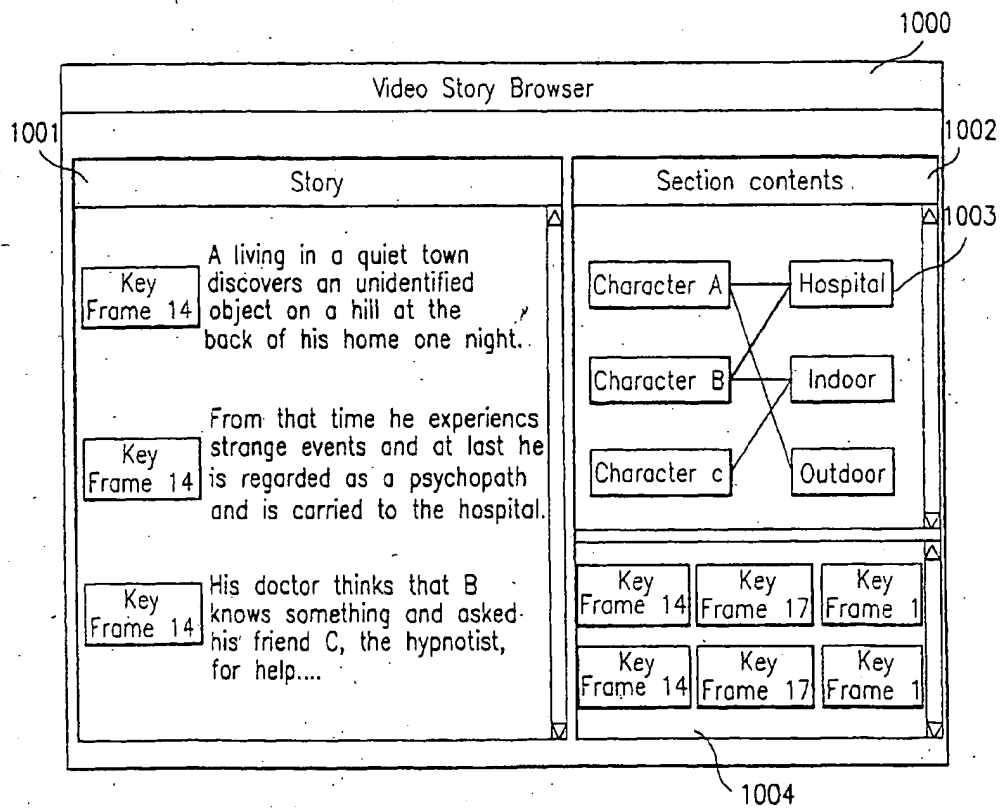 1000
Video Story Browser
1001
1002
Story
Section contents
1003
Key
Frame 14
A living in a quiet town
discovers an unidentified
object on a hill at the
back of his home one night.
Key
Frame 14
From that time he experiencs
strange events and at last he
is regarded as a psychopath
and is carried to the hospital.
Key
Frame 14
His doctor thinks that B
knows something and asked
his friend C, the hypnotist,
for help....
Character A
Hospital
Character B
Indoor
Character c
Outdoor
Key
Frame 14
Key
Frame 17
Key
Frame 1
Key
Frame 14
Key
Frame 17
Key
Frame 1
1004